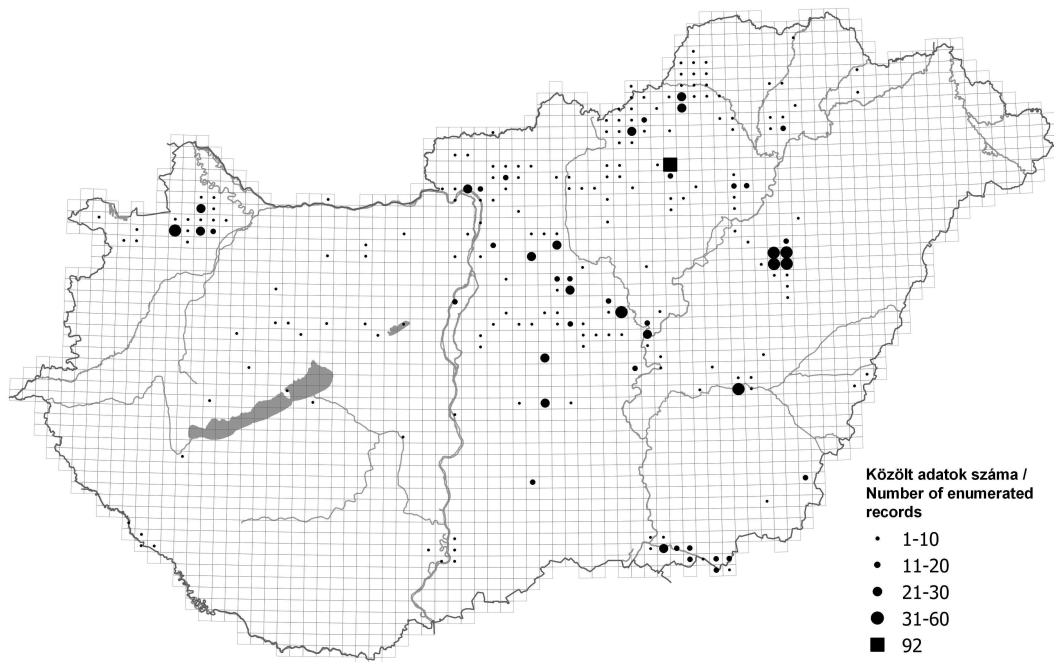 Közölt adatok száma /
Number of enumerated
records
1-10
11-20
21-30
31-60
92